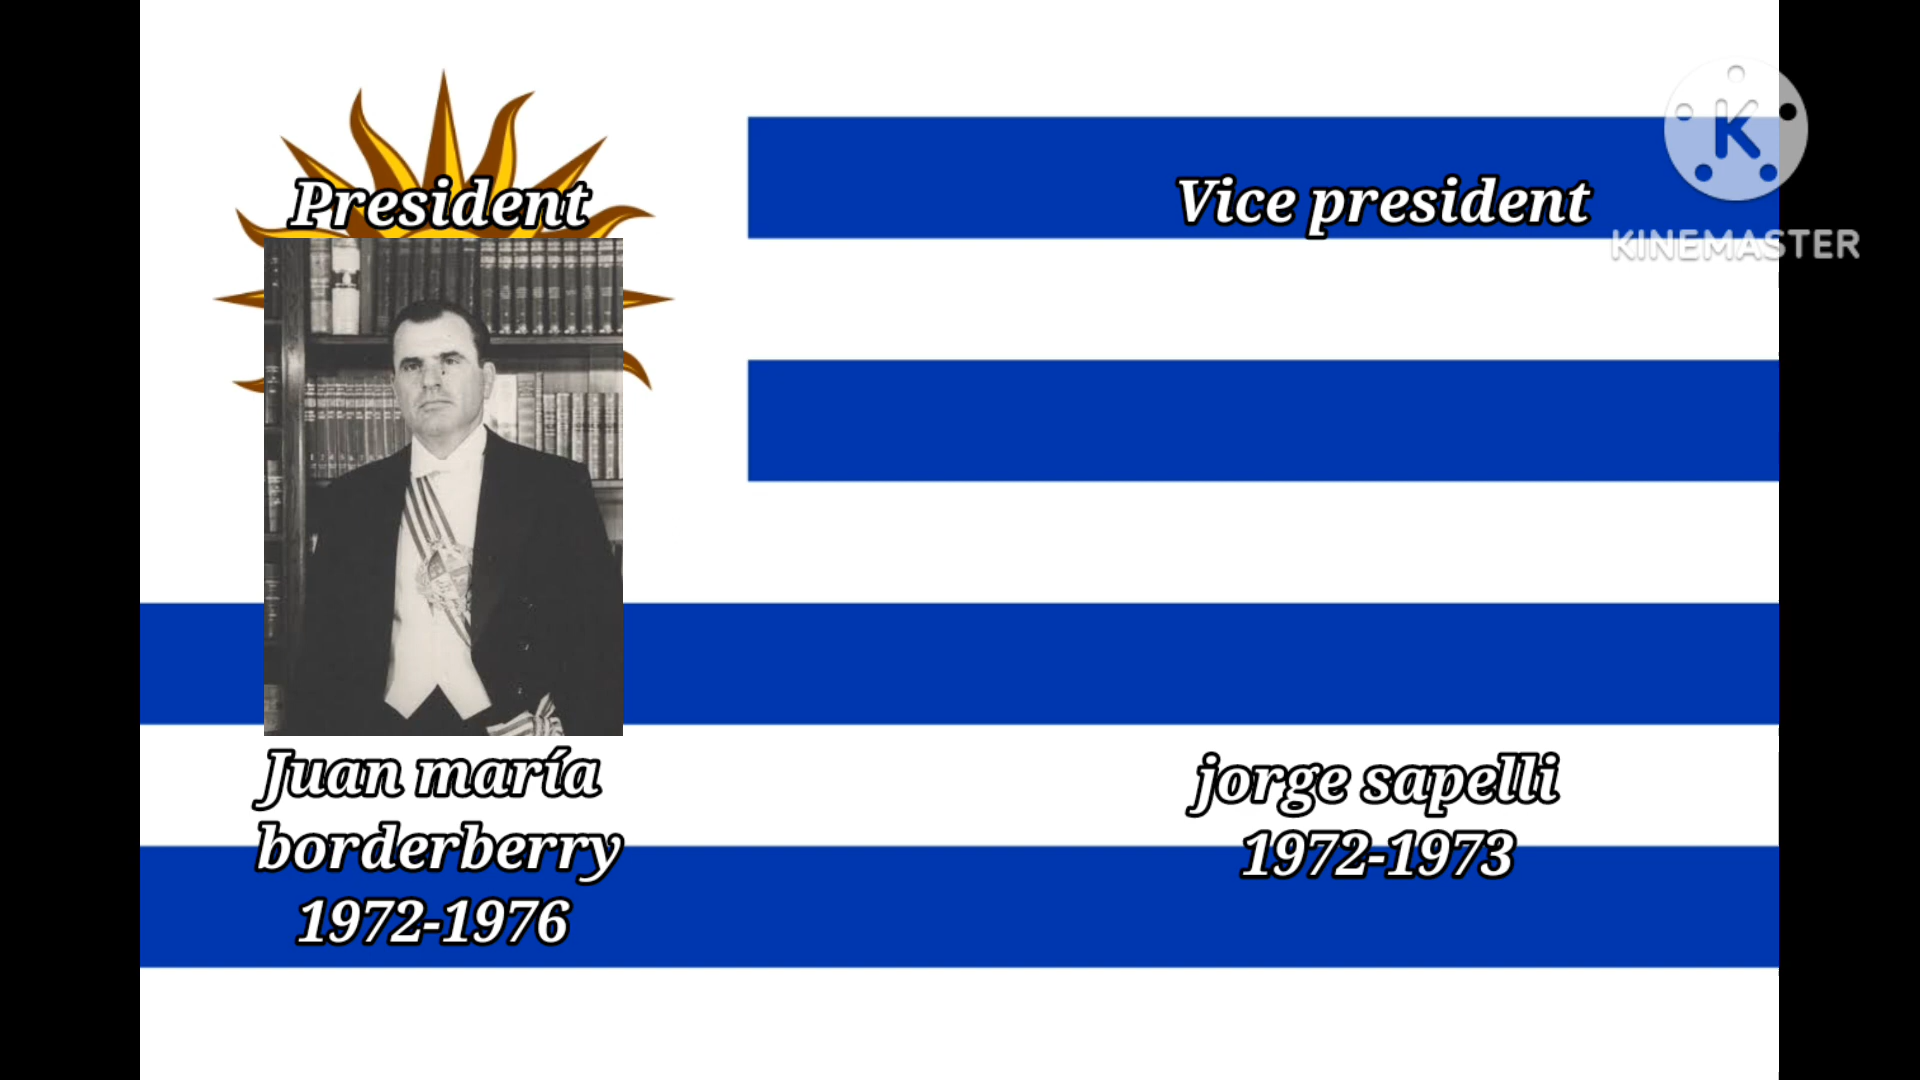 President
Vice president
K
KINEMASTER
Juan maría
borderberry
1972-1976
jorge sapelli
1972-1973